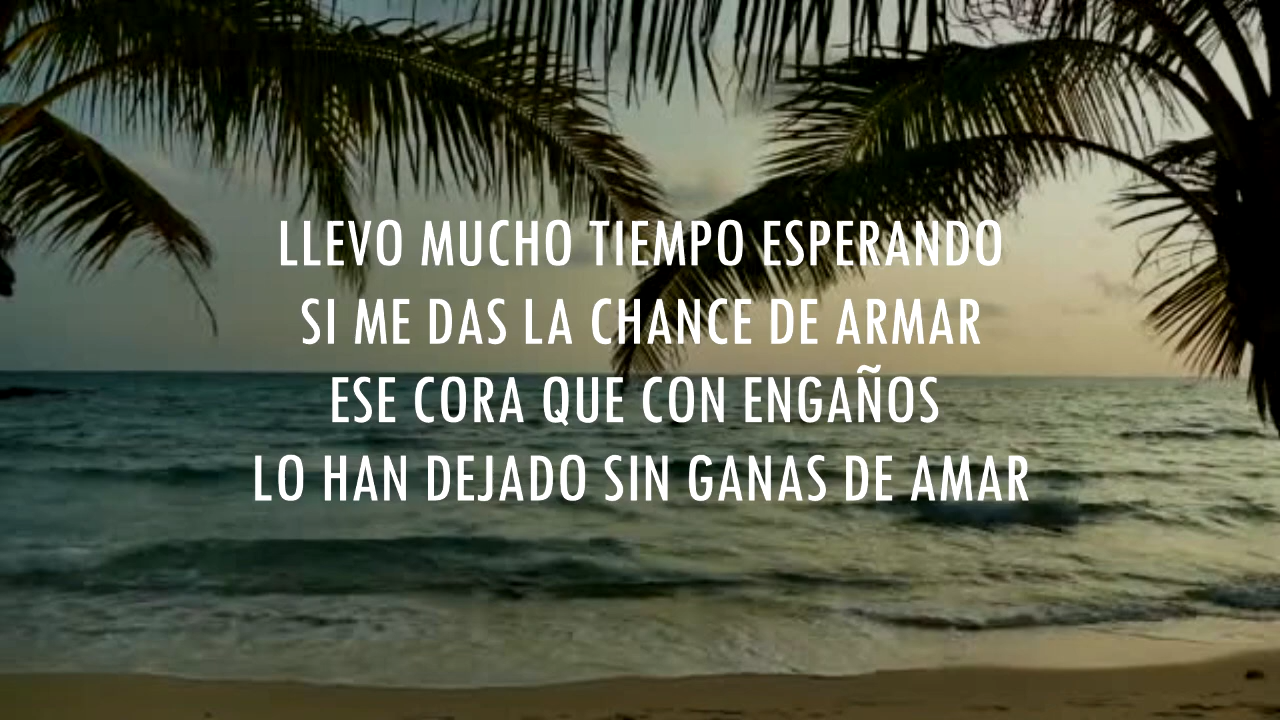 LLEVO MUCHO TIEMPO ESPERANDO
SI ME DAS LA CHANCE DE ARMAR
ESE CORA QUE CON ENGAÑOS
LO HAN DEJADO SIN GANAS DE AMAR